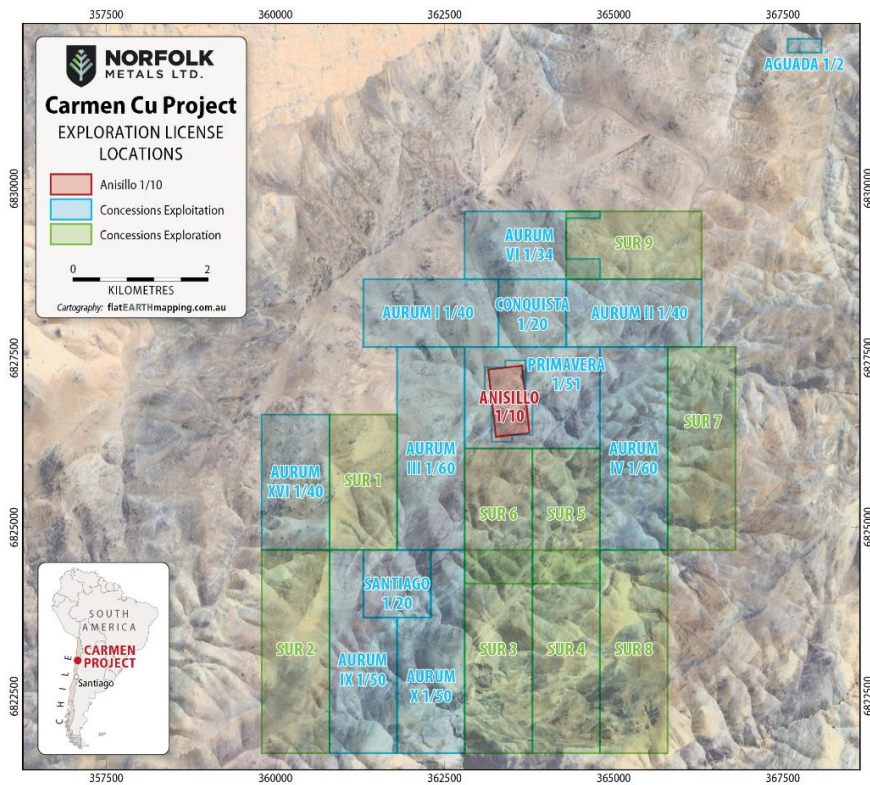 357500
360000
362500
365000
367500
NORFOLK
METALS LTD.
Carmen Cu Project
EXPLORATION LICENSE
LOCATIONS
Anisillo 1/10
Concessions Exploitation
Concessions Exploration
0 2
KILOMETRES
Cartography: flatEARTHmapping.com.au
AGUADA 1/2
6830000
6830000
AURUM
VI 1/34
SUR 9
AURUM I 1/40
CONQUISTA
1/20
AURUM II 1/40
6827500
6827500
PRIMAVERA
1/51
ANISILLO
1/10
SUR 7
AURUM
III 1/60
AURUM
IV 1/60
AURUM
XVI 1/40
SUR 1
SUR 6
SUR 5
6825000
6825000
SANTIAGO
1/20
SUR 2
AURUM
IX 1/50
AURUM
X 1/50
SUR 3
SUR 4
SUR 8
6822500
6822500
SOUTH
AMERICA
CARMEN
PROJECT
Santiago
CHILE
357500
360000
362500
365000
367500